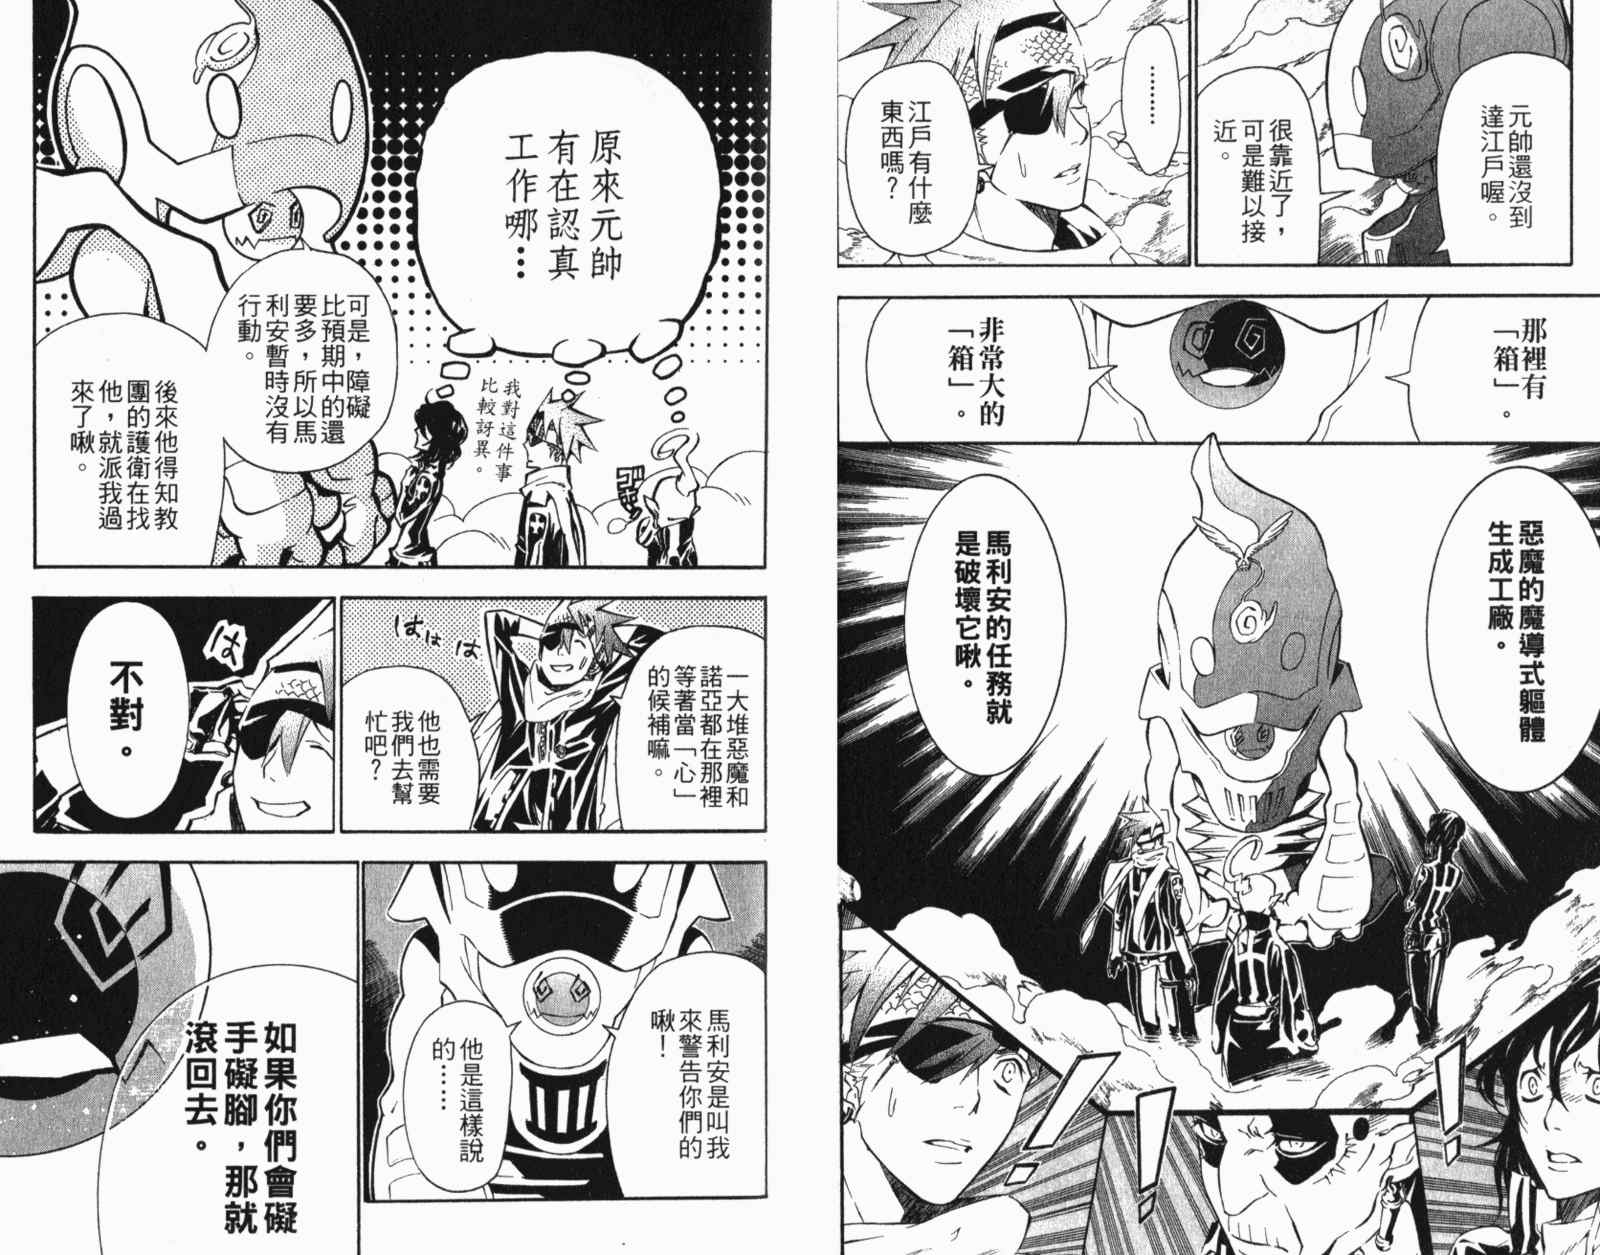 元帥還沒到
達江戶喔。
很靠近了，
可是難以接
近。
………
江戶有什麼
東西嗎？
那裡有
「箱」。
非常大的
「箱」。
惡魔的魔導式軀體
生成工廠。
馬利安的任務就
是破壞它啾。
！
！
！
原來元帥
有在認真
工作哪…
我對這件事
比較訝異。
可是，障礙
比預期中的還
要多，所以馬
利安暫時沒有
行動。
後來他得知教
團的護衛在找
他，就派我過
來了啾。
一大堆惡魔和
諾亞都在那裡
等著當「心」
的候補嘛。
他也需要
我們去幫
忙吧？
はは は
は
不對。
馬利安是叫我
來警告你們的
啾！
他是這樣說
的……
如果你們會礙
手礙腳，那就
滾回去。